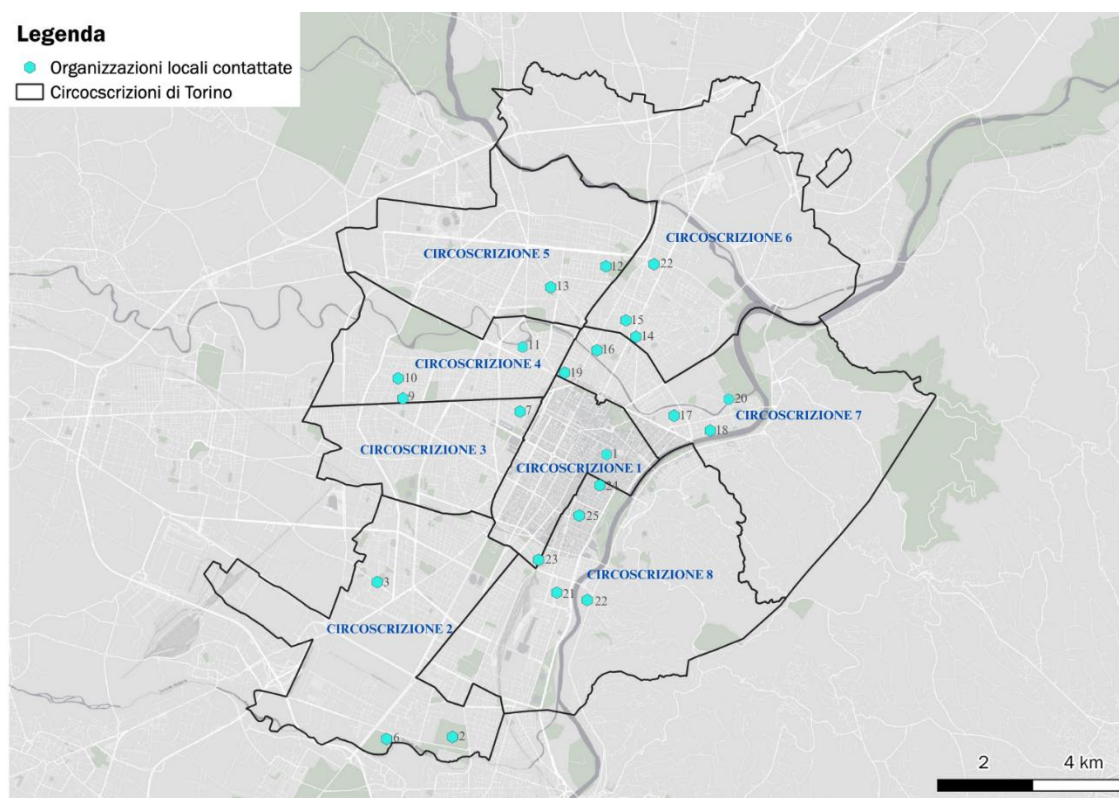 Legenda
Organizzazioni locali contattate
Circocscrizioni di Torino
CIRCOSCRIZIONE 6
CIRCOSCRIZIONE 5
12
22
13
15
14
11
16
CIRCOSCRIZIONE 4
19
10
9
20
7
17
CIRCOSCRIZIONE 7
18
CIRCOSCRIZIONE 3
1
CIRCOSCRIZIONE 1
24
25
23
CIRCOSCRIZIONE 8
3
21
22
CIRCOSCRIZIONE 2
6
2
2 4 km